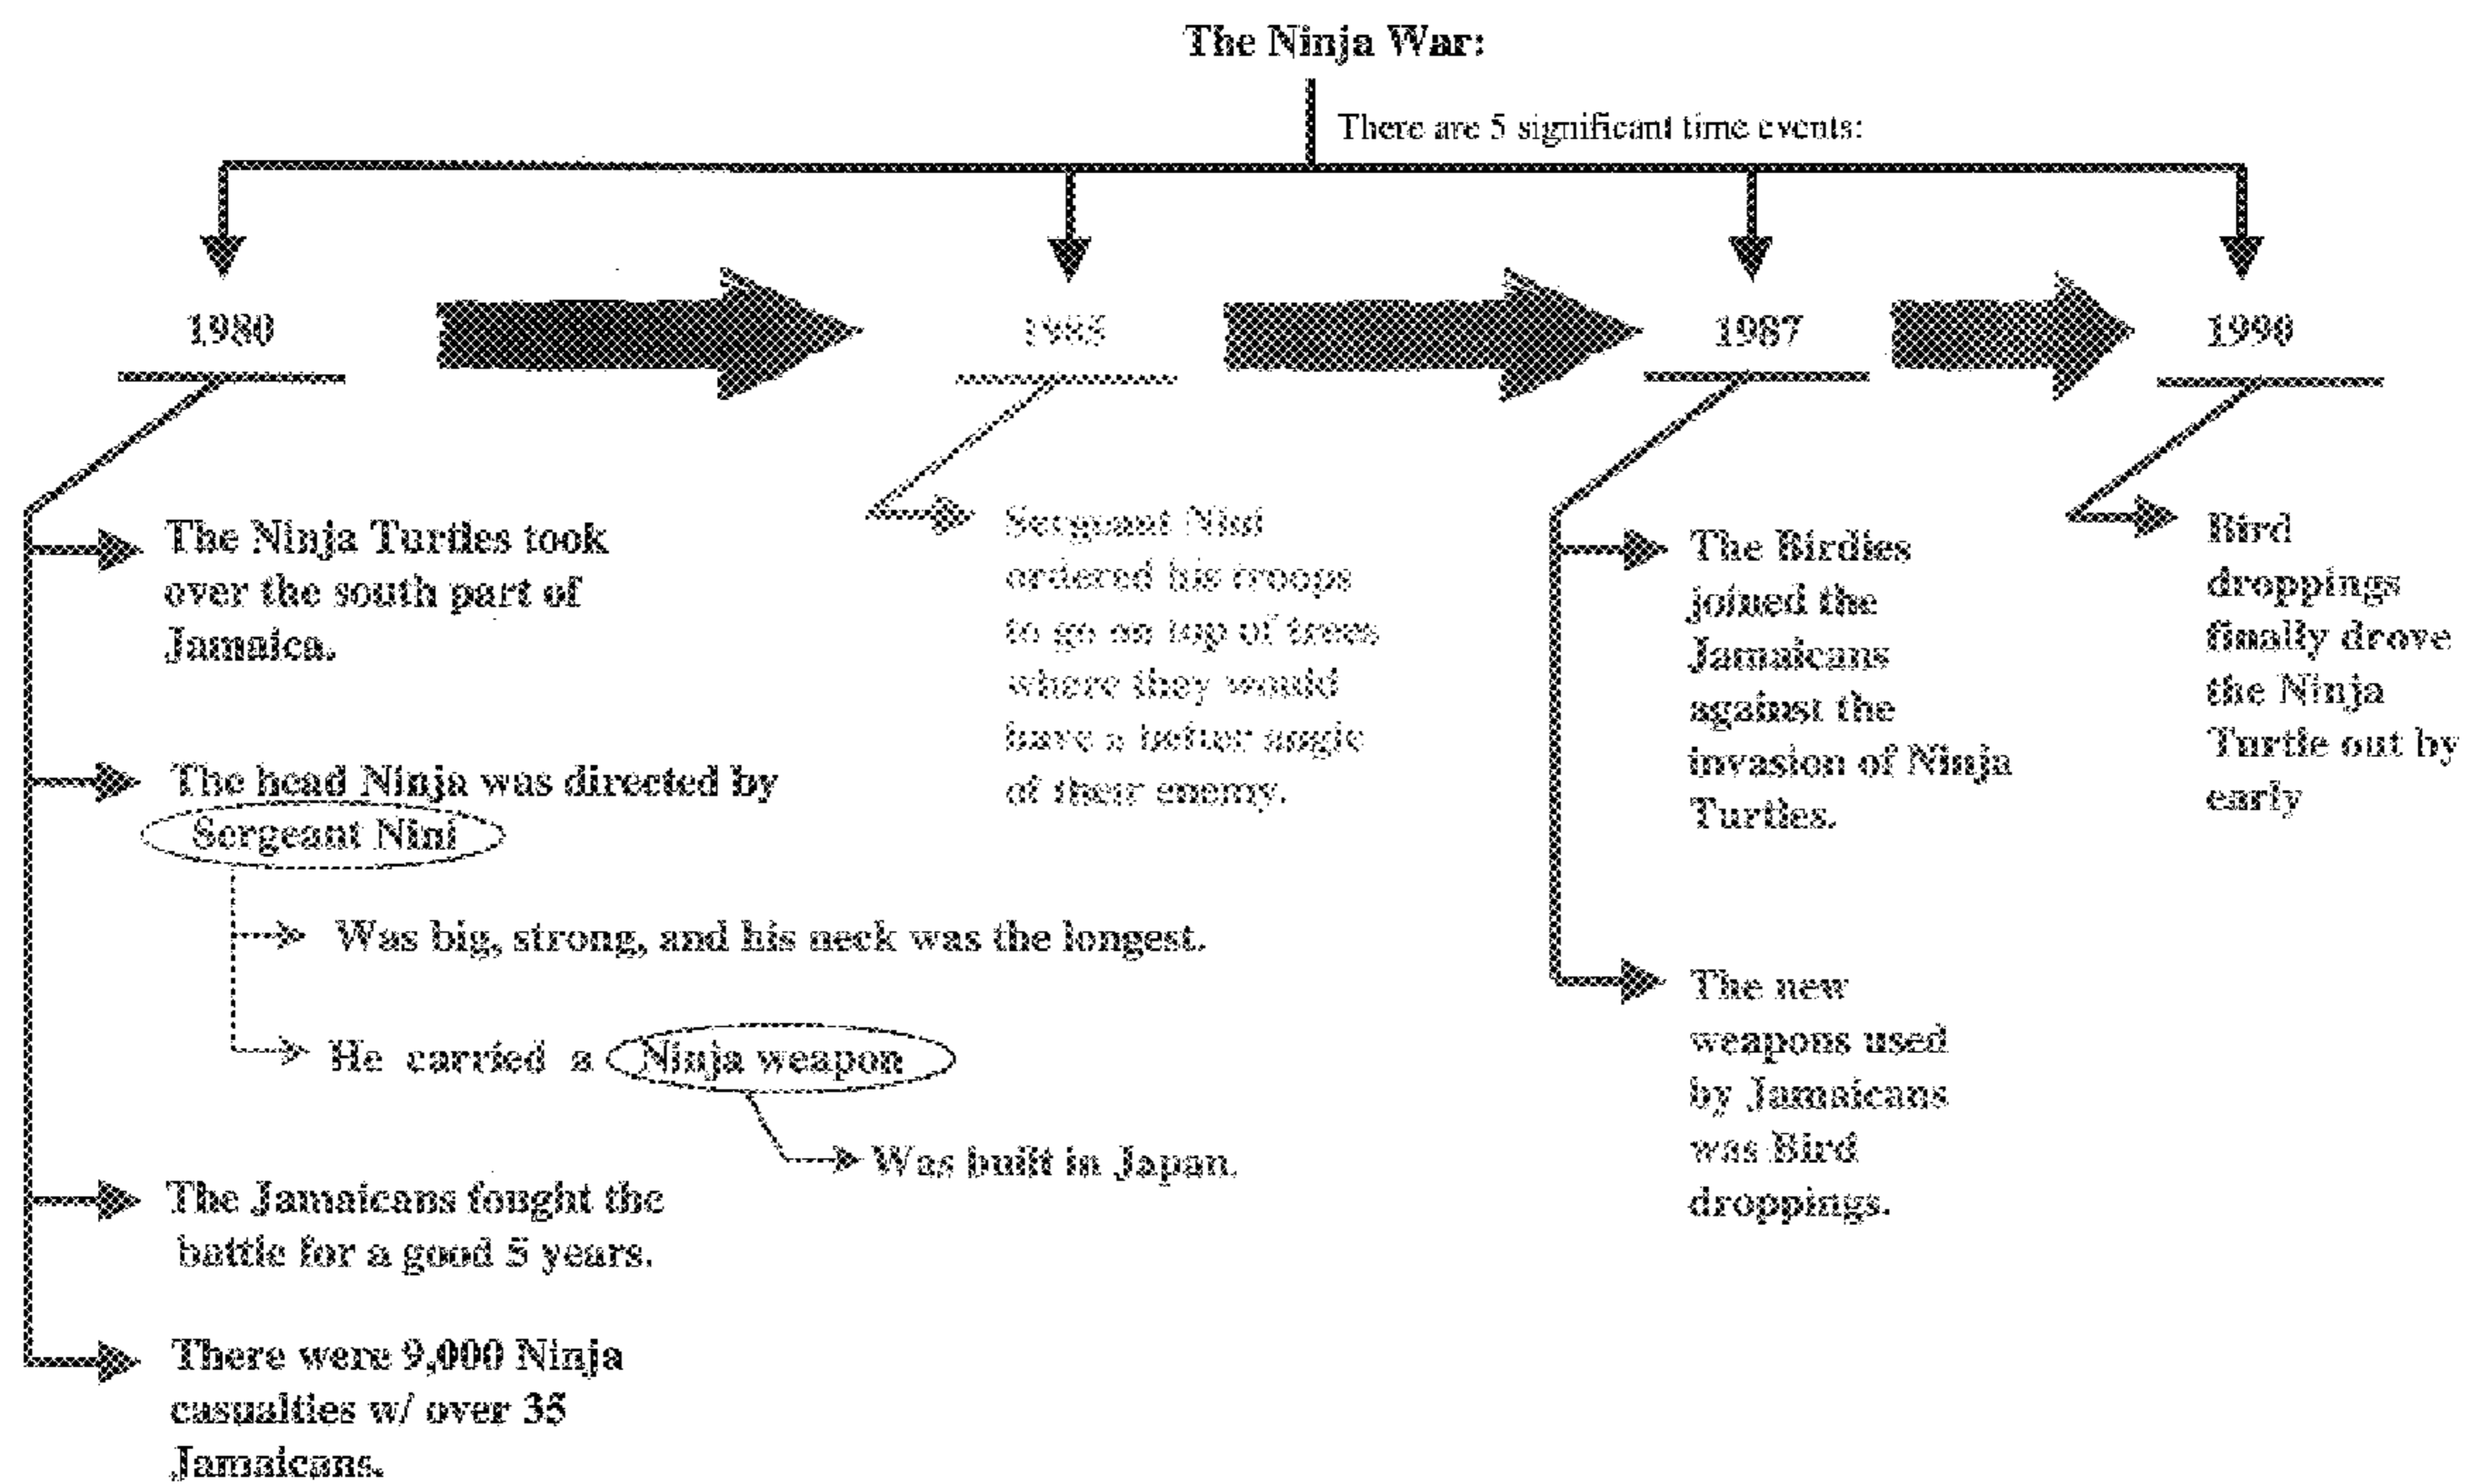 The Ninja War:
There are 5 significant time events:
1980
1985
1987
1990
The Ninja Turtles took
over the south part of
Jamaica.
The head Ninja was directed by
Sergeant Nini
Was big, strong, and his neck was the longest.
He carried a Ninja weapon
Was built in Japan.
The Jamaicans fought the
battle for a good 5 years.
There were 9,000 Ninja
casualties w/ over 35
Jamaicans.
Sergeant Nini
ordered his troops
to go on top of trees
where they would
have a better angle
of their enemy.
The Birdies
joined the
Jamaicans
against the
invasion of Ninja
Turtles.
The new
weapons used
by Jamaicans
was Bird
droppings.
Bird
droppings
finally drove
the Ninja
Turtle out by
early